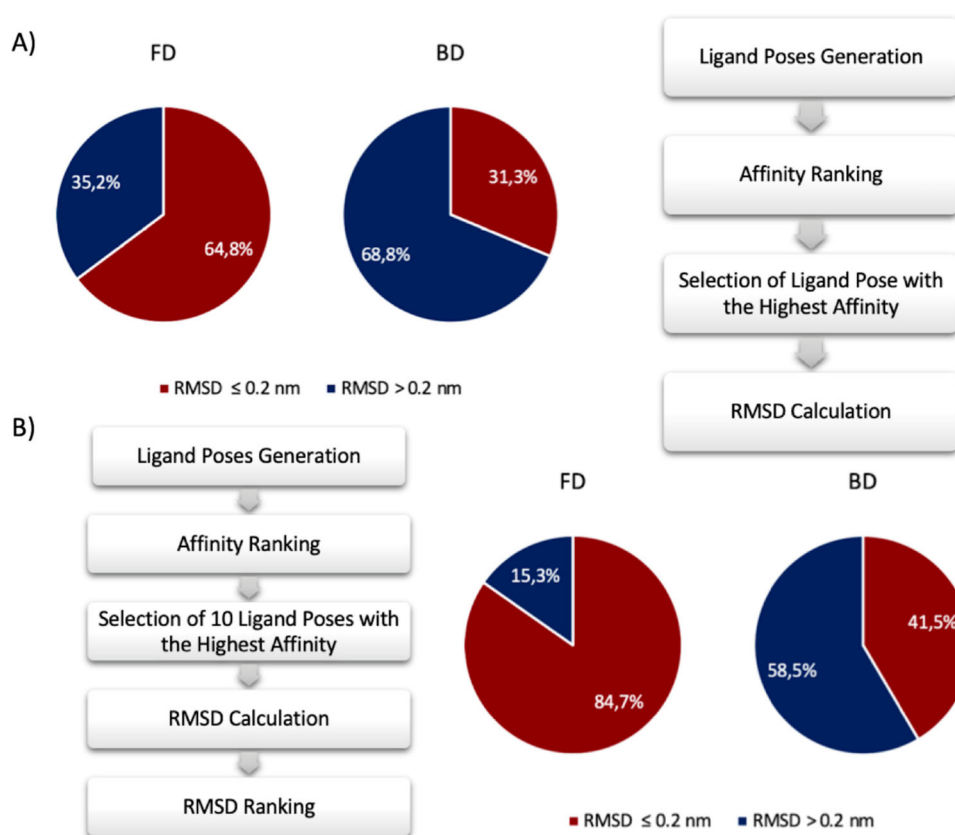 A)
FD
35,2%
64,8%
BD
31,3%
68,8%
RMSD ≤ 0.2 nm
RMSD > 0.2 nm
Ligand Poses Generation
Affinity Ranking
Selection of Ligand Pose with
the Highest Affinity
RMSD Calculation
B)
Ligand Poses Generation
Affinity Ranking
Selection of 10 Ligand Poses with
the Highest Affinity
RMSD Calculation
RMSD Ranking
FD
15,3%
84,7%
BD
41,5%
58,5%
RMSD ≤ 0.2 nm
RMSD > 0.2 nm